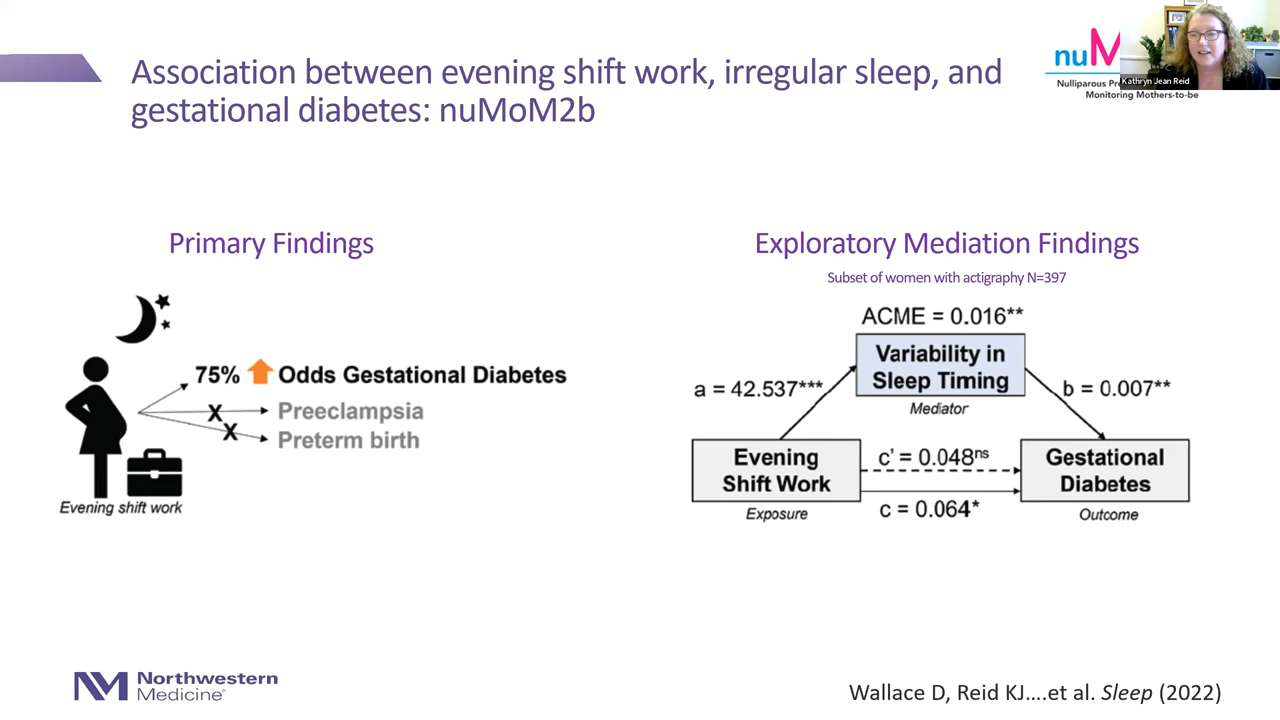 Association between evening shift work, irregular sleep, and
gestational diabetes: nuMoM2b
nuM
Kathryn Jean Reid
Nulliparous
Monitoring Mothers-to-be
Primary Findings
75% Odds Gestational Diabetes
X Preeclampsia
X Preterm birth
Evening shift work
Exploratory Mediation Findings
Subset of women with actigraphy N=397
ACME = 0.016**
Variability in
Sleep Timing
Mediator
a = 42.537***
b = 0.007**
Evening
Shift Work
Exposure
c' = 0.048ns
c = 0.064*
Gestational
Diabetes
Outcome
NM Northwestern
Medicine®
Wallace D, Reid KJ....et al. Sleep (2022)